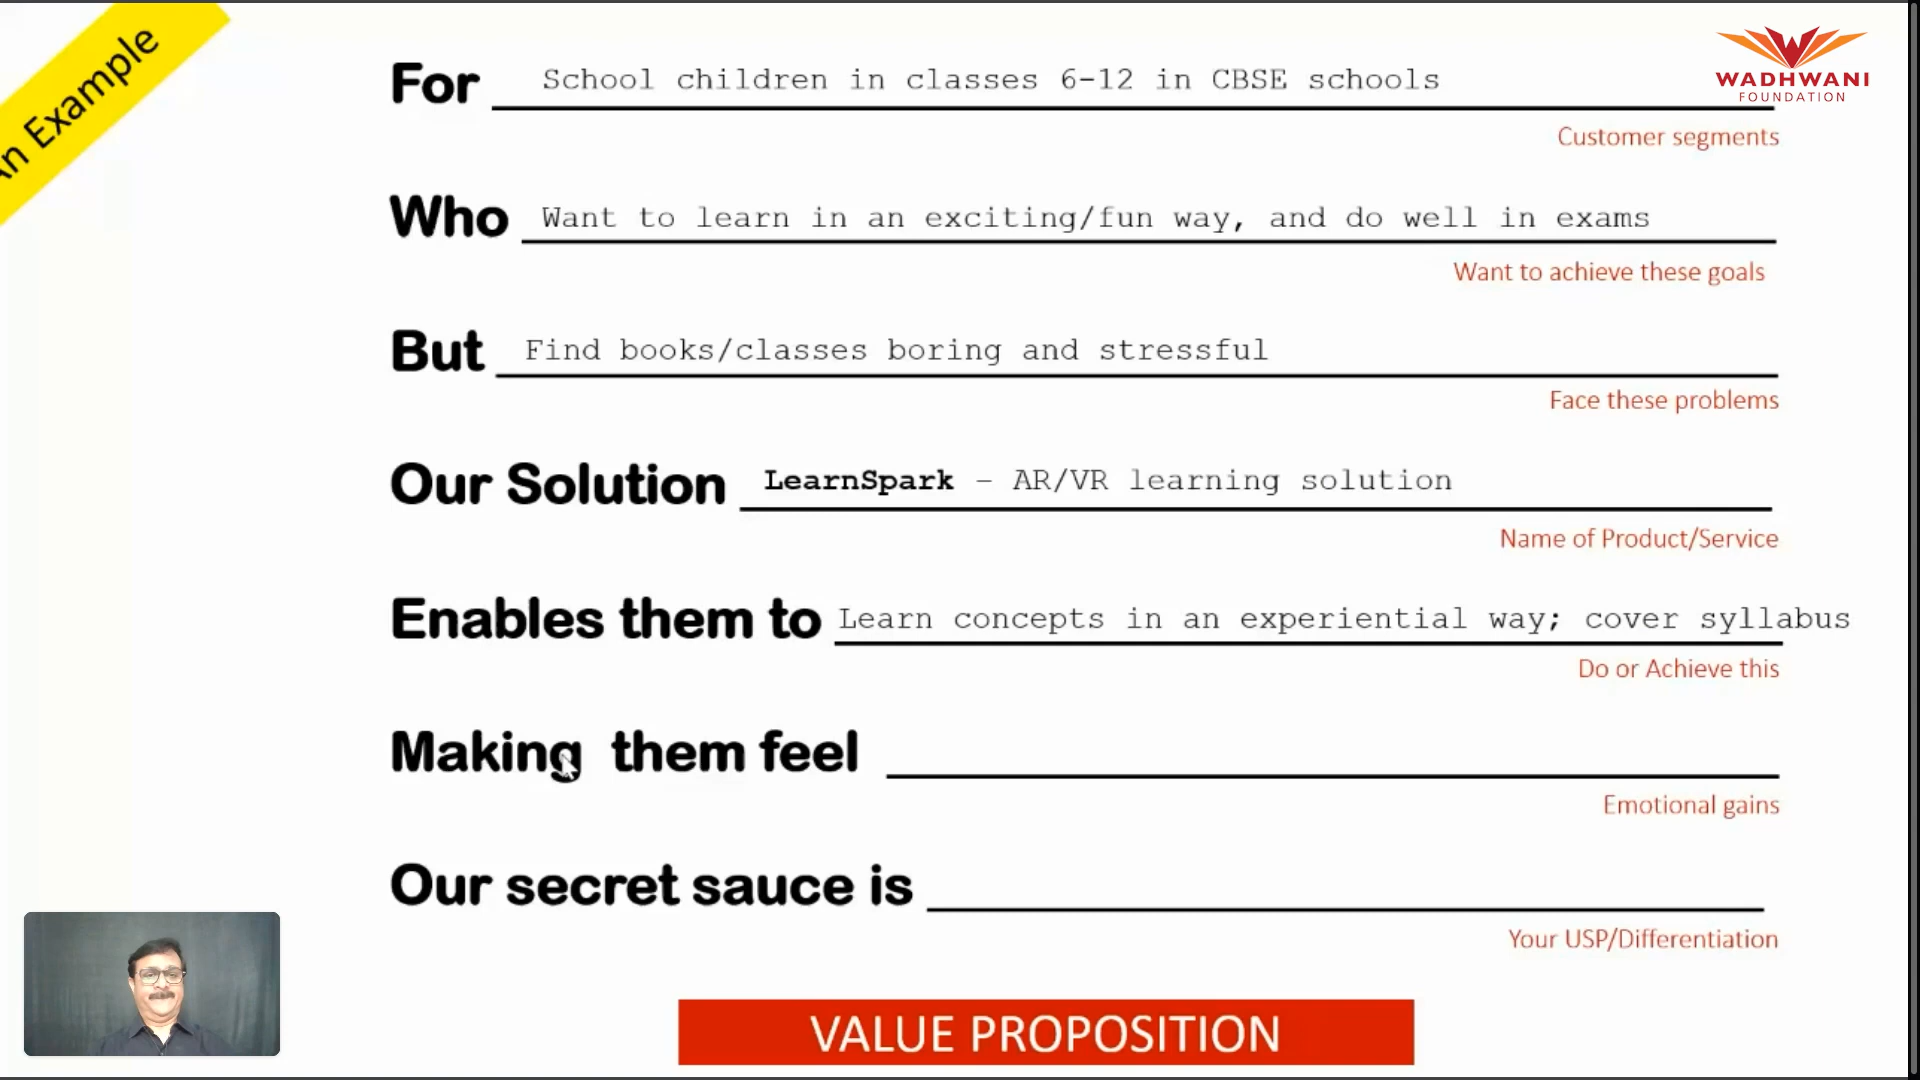 An Example
WADHWANI
FOUNDATION
For School children in classes 6-12 in CBSE schools
Customer segments
Who Want to learn in an exciting/fun way, and do well in exams
Want to achieve these goals
But Find books/classes boring and stressful
Face these problems
Our Solution LearnSpark – AR/VR learning solution
Name of Product/Service
Enables them to Learn concepts in an experiential way; cover syllabus
Do or Achieve this
Making them feel
Emotional gains
Our secret sauce is
Your USP/Differentiation
VALUE PROPOSITION